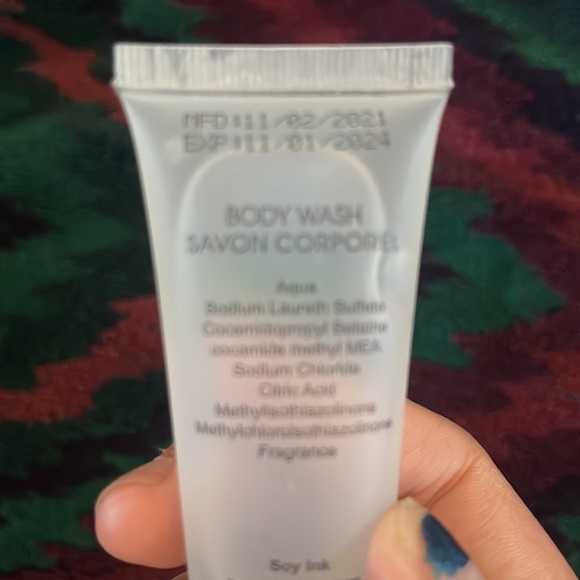 MFD:11/02/2021
EXP:11/01/2024
BODY WASH
SAVON CORPOREL
Aqua
Sodium Laureth Sulfate
Cocamidopropyl Betaine
cocamide methyl MEA
Sodium Chloride
Citric Acid
Methylisothiazolinone
Methylchloroisothiazolinone
Fragrance
Soy Ink